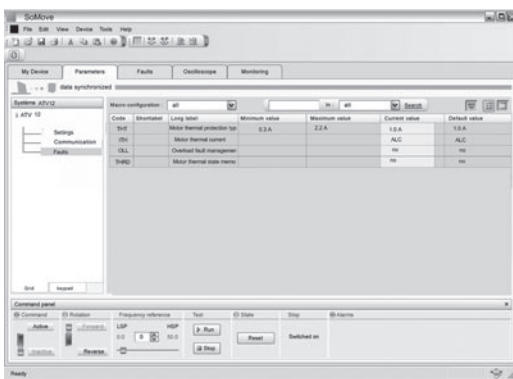 SoMove
File Edit View Device Tools Help
My Device Parameters Faults Oscilloscope Monitoring
data synchronized
Systeme ATV12
Macro-configuration: all In: all Search
ATV 12
Settings
Communication
Faults
Code Shortlabel Long label Minimum value Maximum value Current value Default value
THT Motor thermal protection typ 0.2 A 2.2 A 1.0 A 1.0 A
ITH Motor thermal current ALC ALC
OLL Overload fault managemen no no
Motor thermal state memo no no
Grid keypad
Command panel
Command Rotation Frequency reference Test State Stop Alarms
Active Forward LSP HSP Run
0.0 0 50.0 Reset Switched on
Inactive Reverse Stop
Ready